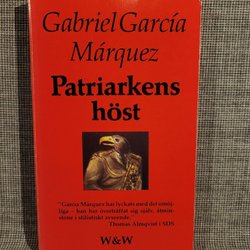 Gabriel García
Márquez
Patriarkens
höst
"García Márquez har lyckats med det omöj-
liga – han har överträffat sig själv, åtmin-
stone i stilistiskt avseende."
Thomas Almqvist i SDS
W&W